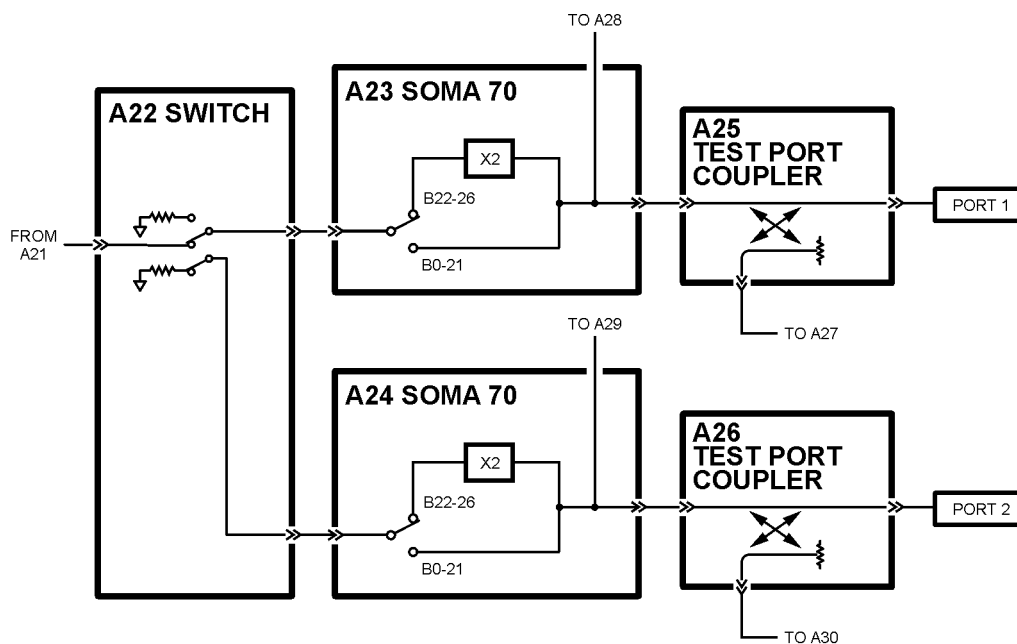 TO A28
A23 SOMA 70
A22 SWITCH
A25
TEST PORT
COUPLER
X2
B22-26
PORT 1
FROM
A21
B0-21
TO A29
TO A27
A24 SOMA 70
A26
TEST PORT
COUPLER
X2
B22-26
PORT 2
B0-21
TO A30